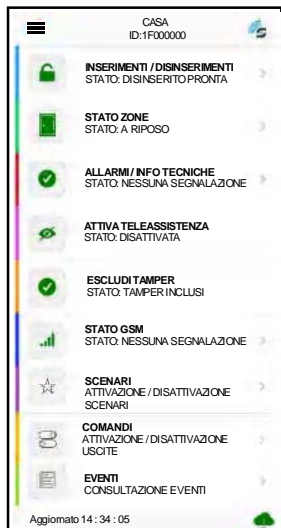 CASA
ID:1F000000
INSERIMENTI / DISINSERIMENTI
STATO: DISINSERITO PRONTA
STATO ZONE
STATO: A RIPOSO
ALLARMI / INFO TECNICHE
STATO: NESSUNA SEGNALAZIONE
ATTIVA TELEASSISTENZA
STATO: DISATTIVATA
ESCLUDI TAMPER
STATO: TAMPER INCLUSI
STATO GSM
STATO: NESSUNA SEGNALAZIONE
SCENARI
ATTIVAZIONE / DISATTIVAZIONE
SCENARI
COMANDI
ATTIVAZIONE / DISATTIVAZIONE
USCITE
EVENTI
CONSULTAZIONE EVENTI
Aggiornato 14 : 34 : 05